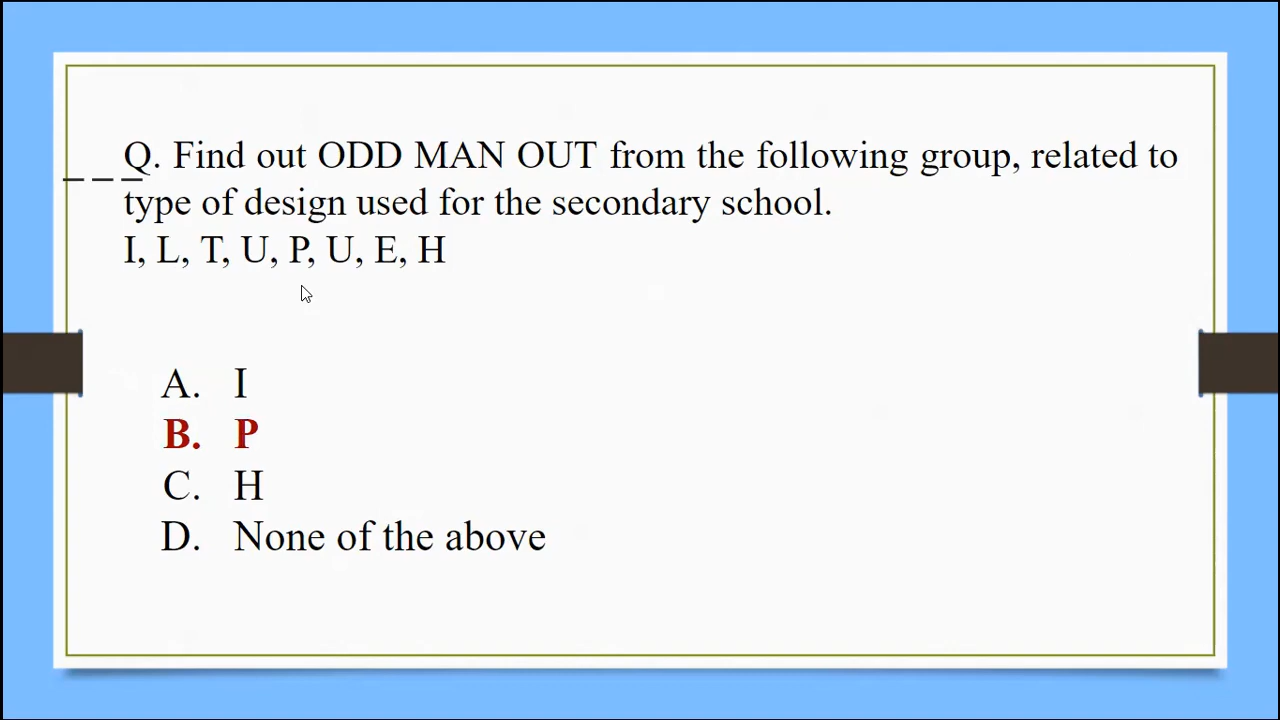 Q. Find out ODD MAN OUT from the following group, related to
type of design used for the secondary school.
I, L, T, U, P, U, E, H
A. I
B. P
C. H
D. None of the above